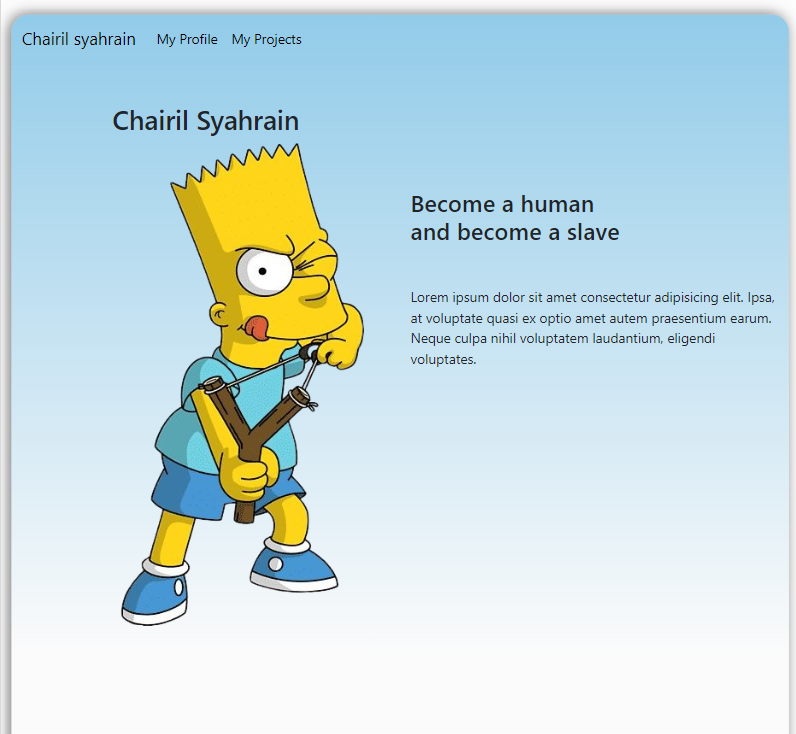 Chairil syahrain My Profile My Projects
Chairil Syahrain
Become a human
and become a slave
Lorem ipsum dolor sit amet consectetur adipisicing elit. Ipsa,
at voluptate quasi ex optio amet autem praesentium earum.
Neque culpa nihil voluptatem laudantium, eligendi
voluptates.